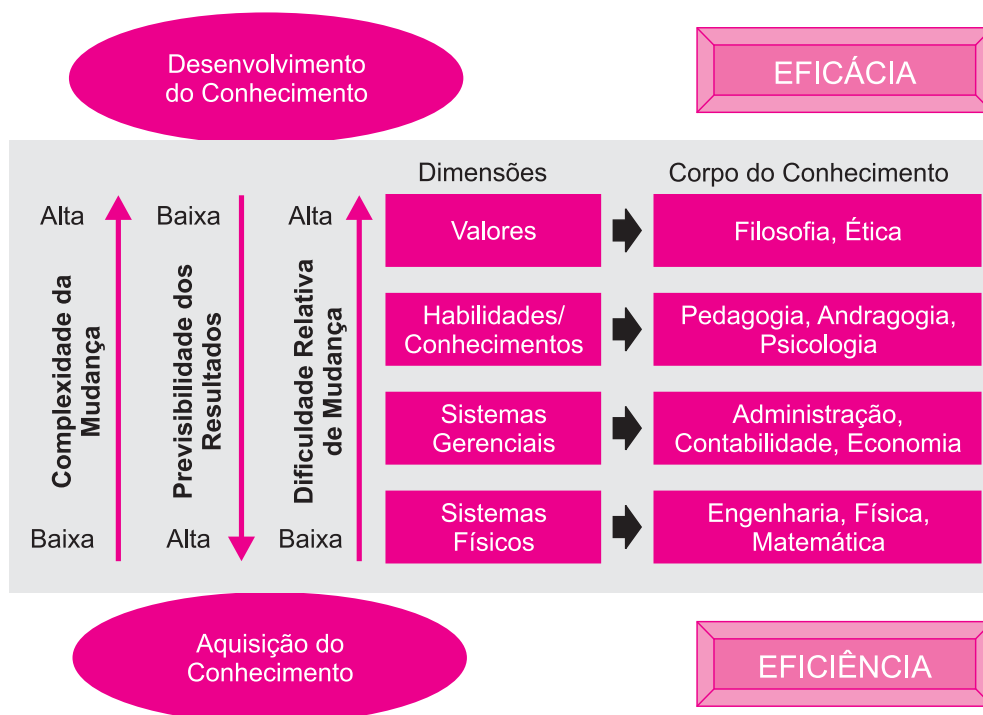 Desenvolvimento
do Conhecimento
EFICÁCIA
Dimensões
Corpo do Conhecimento
Alta
Baixa
Alta
Complexidade da
Mudança
Previsibilidade dos
Resultados
Dificuldade Relativa
de Mudança
Baixa
Alta
Baixa
Valores
Filosofia, Ética
Habilidades/
Conhecimentos
Pedagogia, Andragogia,
Psicologia
Sistemas
Gerenciais
Administração,
Contabilidade, Economia
Sistemas
Físicos
Engenharia, Física,
Matemática
Aquisição do
Conhecimento
EFICIÊNCIA